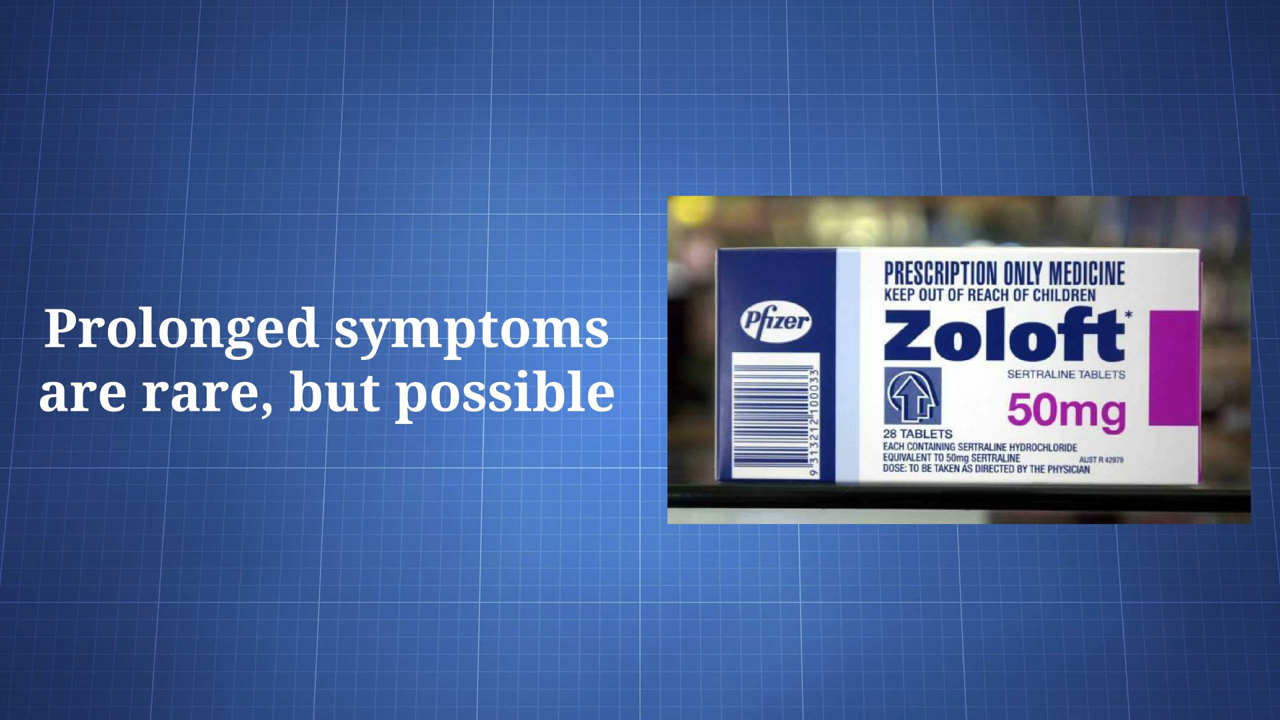 Prolonged symptoms
are rare, but possible
PRESCRIPTION ONLY MEDICINE
KEEP OUT OF REACH OF CHILDREN
Pfizer
Zoloft*
SERTRALINE TABLETS
50mg
28 TABLETS
EACH CONTAINING SERTRALINE HYDROCHLORIDE
EQUIVALENT TO 50mg SERTRALINE
AUST R 42979
DOSE: TO BE TAKEN AS DIRECTED BY THE PHYSICIAN
9 313212 100033